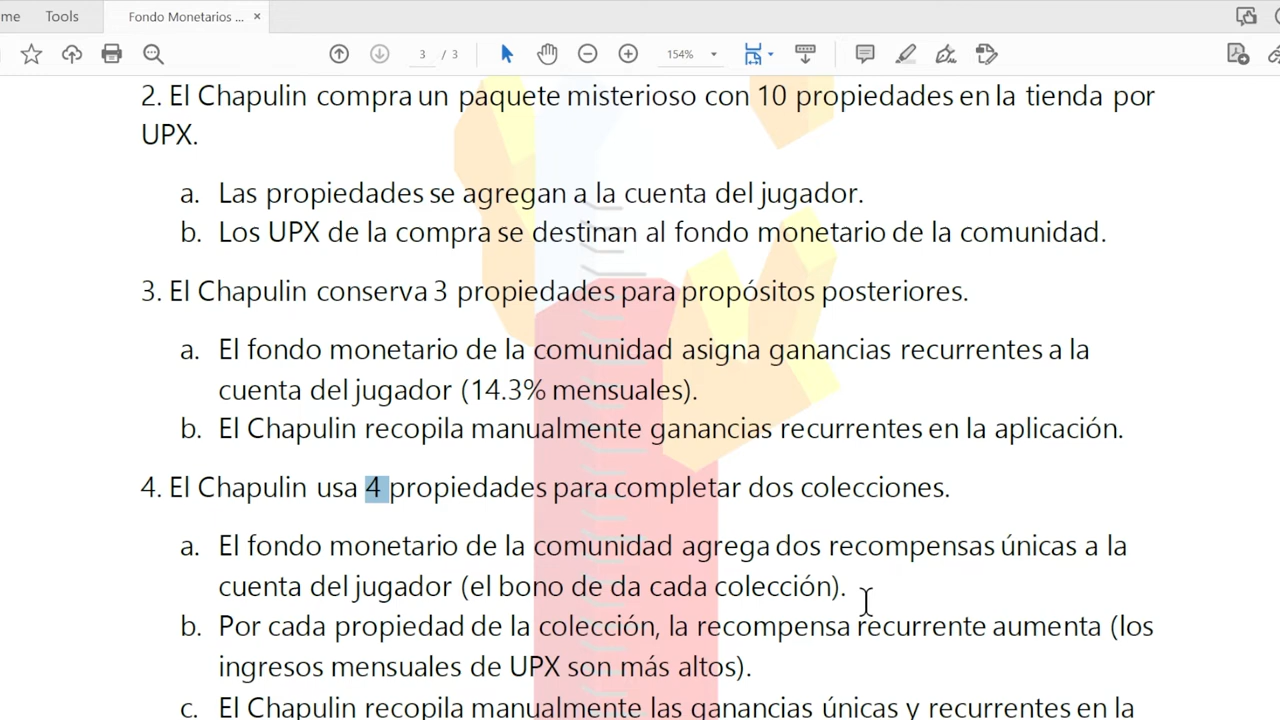 me Tools Fondo Monetarios ... ×
3 / 3 154%
2. El Chapulin compra un paquete misterioso con 10 propiedades en la tienda por
UPX.
a. Las propiedades se agregan a la cuenta del jugador.
b. Los UPX de la compra se destinan al fondo monetario de la comunidad.
3. El Chapulin conserva 3 propiedades para propósitos posteriores.
a. El fondo monetario de la comunidad asigna ganancias recurrentes a la
cuenta del jugador (14.3% mensuales).
b. El Chapulin recopila manualmente ganancias recurrentes en la aplicación.
4. El Chapulin usa 4 propiedades para completar dos colecciones.
a. El fondo monetario de la comunidad agrega dos recompensas únicas a la
cuenta del jugador (el bono de da cada colección).
b. Por cada propiedad de la colección, la recompensa recurrente aumenta (los
ingresos mensuales de UPX son más altos).
c. El Chapulin recopila manualmente las ganancias únicas y recurrentes en la